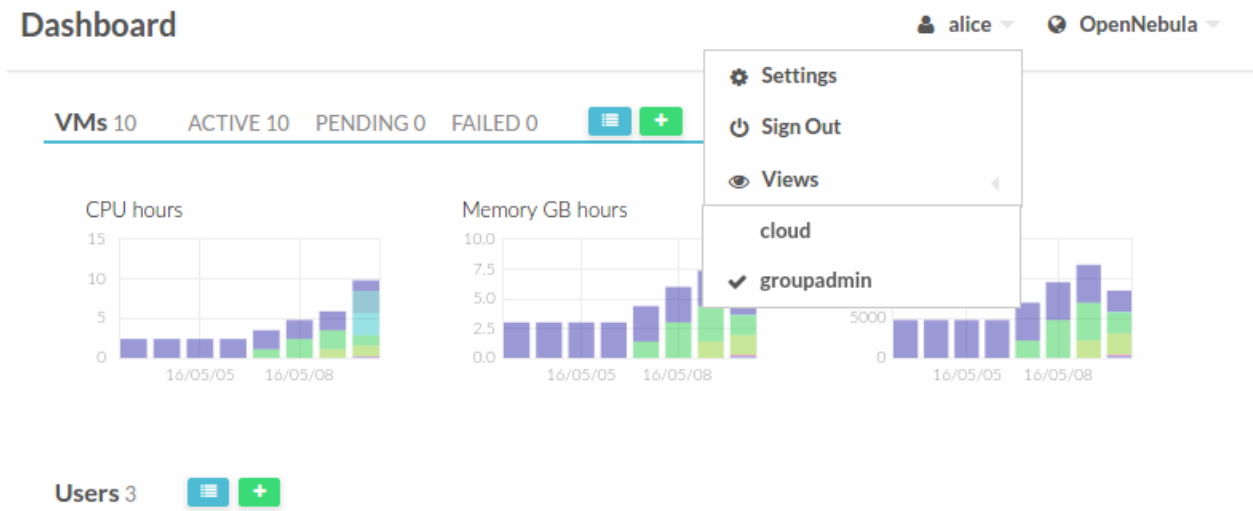 Dashboard
alice
OpenNebula
Settings
Sign Out
Views
cloud
groupadmin
VMs 10 ACTIVE 10 PENDING 0 FAILED 0
CPU hours
15
10
5
0
16/05/05 16/05/08
Memory GB hours
10.0
7.5
5.0
2.5
0.0
16/05/05 16/05/08
5000
0
16/05/05 16/05/08
Users 3